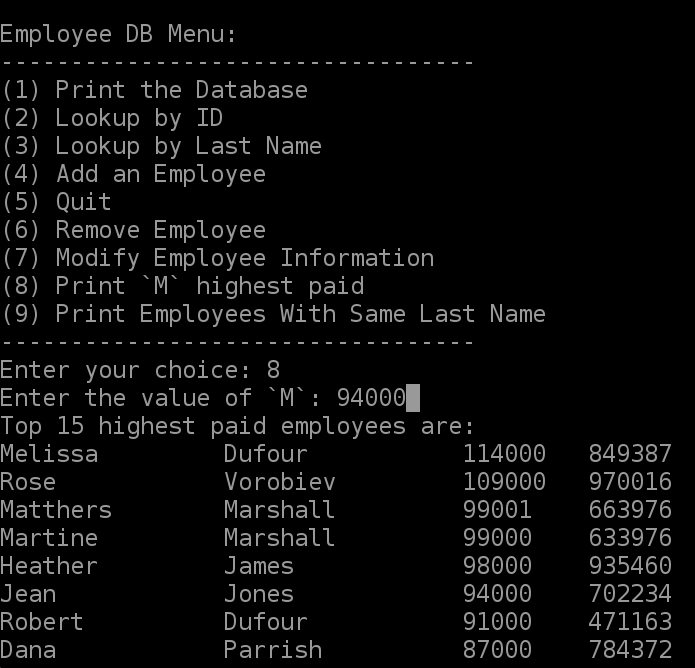 Employee DB Menu:
----------------------------------
(1) Print the Database
(2) Lookup by ID
(3) Lookup by Last Name
(4) Add an Employee
(5) Quit
(6) Remove Employee
(7) Modify Employee Information
(8) Print `M` highest paid
(9) Print Employees With Same Last Name
----------------------------------
Enter your choice: 8
Enter the value of `M`: 94000
Top 15 highest paid employees are:
Melissa Dufour 114000 849387
Rose Vorobiev 109000 970016
Matthers Marshall 99001 663976
Martine Marshall 99000 633976
Heather James 98000 935460
Jean Jones 94000 702234
Robert Dufour 91000 471163
Dana Parrish 87000 784372